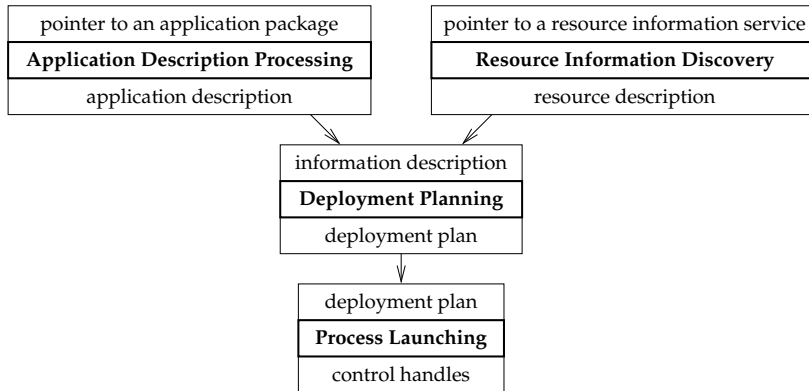 pointer to an application package
Application Description Processing
application description
pointer to a resource information service
Resource Information Discovery
resource description
information description
Deployment Planning
deployment plan
deployment plan
Process Launching
control handles